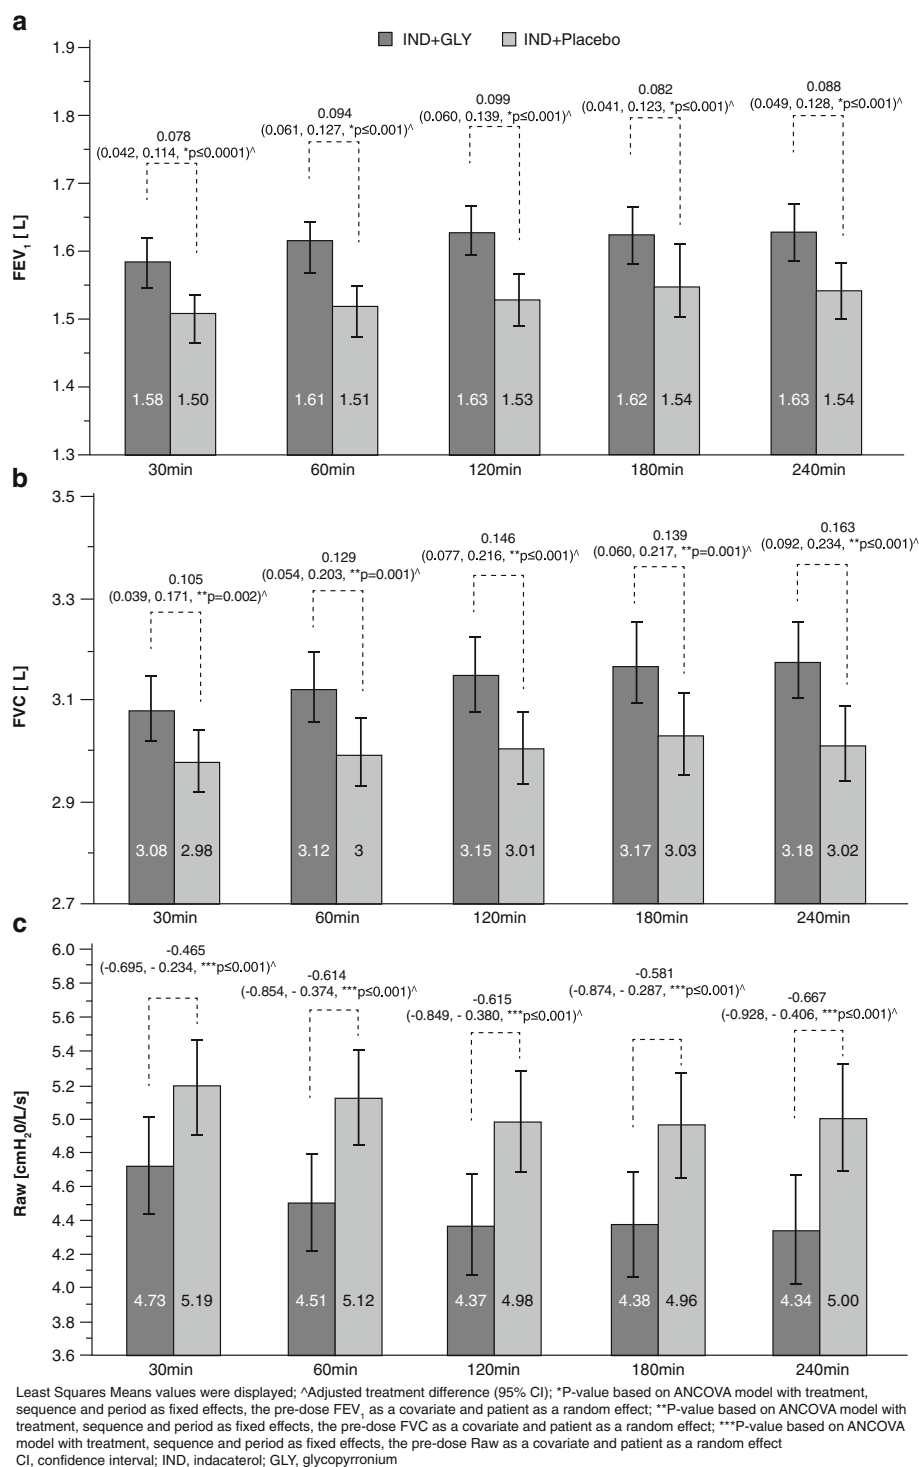 a
IND+GLY IND+Placebo
1.9
1.8
1.7
1.6
1.5
1.4
1.3
FEV1 [ L]
0.078
(0.042, 0.114, *p≤0.0001)^
0.094
(0.061, 0.127, *p≤0.001)^
0.099
(0.060, 0.139, *p≤0.001)^
0.082
(0.041, 0.123, *p≤0.001)^
0.088
(0.049, 0.128, *p≤0.001)^
1.58 1.50 1.61 1.51 1.63 1.53 1.62 1.54 1.63 1.54
30min 60min 120min 180min 240min
b
3.5
3.3
3.1
2.9
2.7
FVC [ L]
0.105
(0.039, 0.171, **p=0.002)^
0.129
(0.054, 0.203, **p=0.001)^
0.146
(0.077, 0.216, **p≤0.001)^
0.139
(0.060, 0.217, **p=0.001)^
0.163
(0.092, 0.234, **p≤0.001)^
3.08 2.98 3.12 3 3.15 3.01 3.17 3.03 3.18 3.02
30min 60min 120min 180min 240min
c
6.0
5.8
5.6
5.4
5.2
5.0
4.8
4.6
4.4
4.2
4.0
3.8
3.6
Raw [cmH20/L/s]
-0.465
(-0.695, - 0.234, ***p≤0.001)^
-0.614
(-0.854, - 0.374, ***p≤0.001)^
-0.615
(-0.849, - 0.380, ***p≤0.001)^
-0.581
(-0.874, - 0.287, ***p≤0.001)^
-0.667
(-0.928, - 0.406, ***p≤0.001)^
4.73 5.19 4.51 5.12 4.37 4.98 4.38 4.96 4.34 5.00
30min 60min 120min 180min 240min
Least Squares Means values were displayed; ^Adjusted treatment difference (95% CI); *P-value based on ANCOVA model with treatment,
sequence and period as fixed effects, the pre-dose FEV1 as a covariate and patient as a random effect; **P-value based on ANCOVA model with
treatment, sequence and period as fixed effects, the pre-dose FVC as a covariate and patient as a random effect; ***P-value based on ANCOVA
model with treatment, sequence and period as fixed effects, the pre-dose Raw as a covariate and patient as a random effect
CI, confidence interval; IND, indacaterol; GLY, glycopyrronium